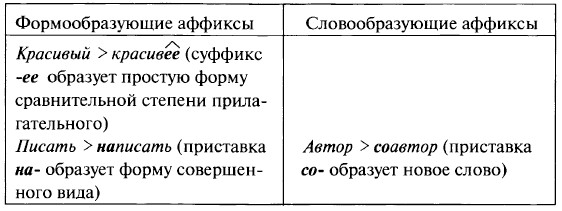 Формообразующие аффиксы
Словообразующие аффиксы
Красивый > красивее (суффикс
-ее образует простую форму
сравнительной степени прила-
гательного)
Писать > написать (приставка
на- образует форму совершен-
ного вида)
Автор > соавтор (приставка
со- образует новое слово)